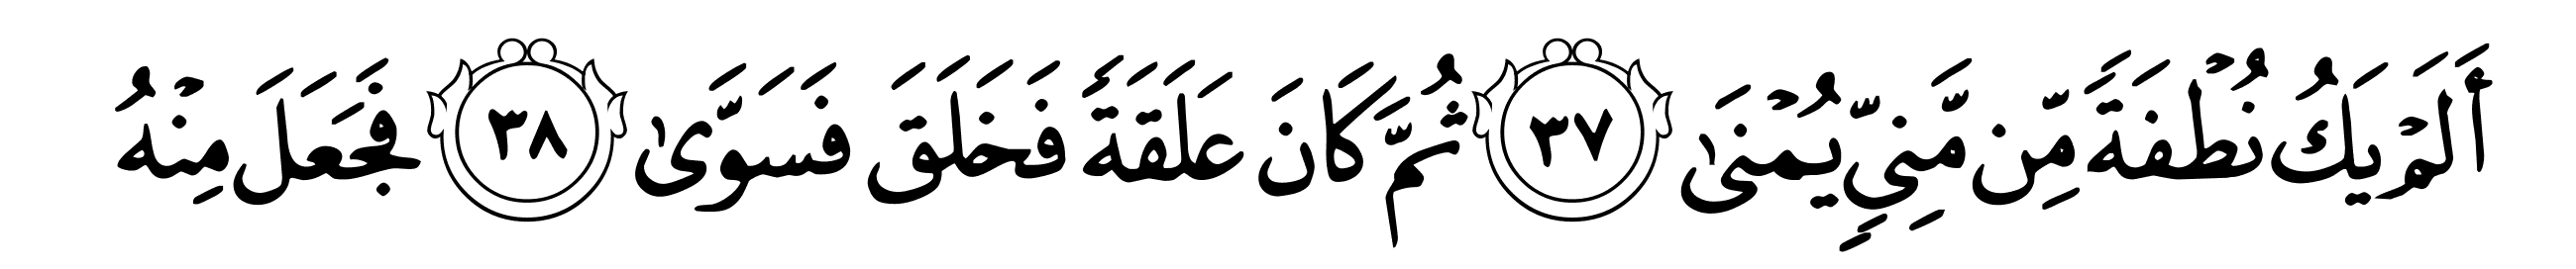 أَلَمْ يَكُ نُطْفَةً مِّن مَّنِيٍّ يُمْنَىٰ ٣٧ ثُمَّ كَانَ عَلَقَةً فَخَلَقَ فَسَوَّىٰ ٣٨ فَجَعَلَ مِنْهُ